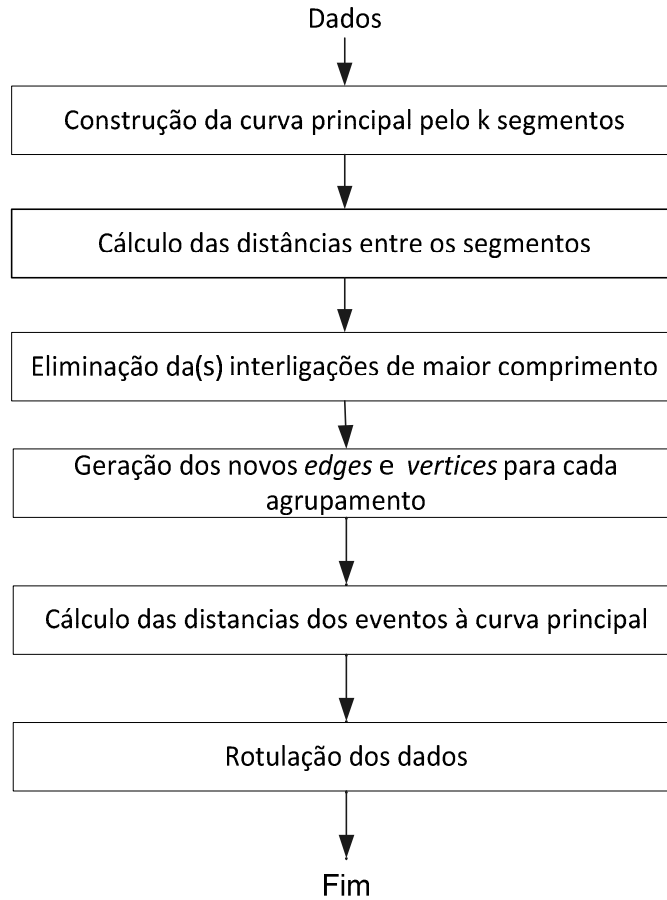 Dados
Construção da curva principal pelo k segmentos
Cálculo das distâncias entre os segmentos
Eliminação da(s) interligações de maior comprimento
Geração dos novos edges e vertices para cada
agrupamento
Cálculo das distancias dos eventos à curva principal
Rotulação dos dados
Fim